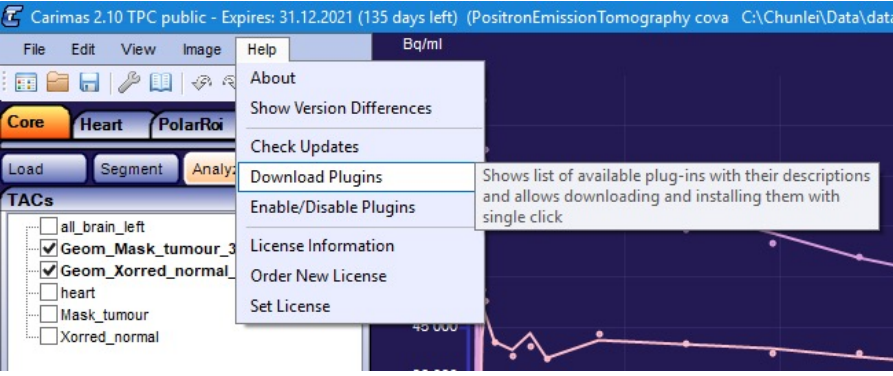 Carimas 2.10 TPC public - Expires: 31.12.2021 (135 days left) (PositronEmissionTomography cova C:\Chunlei\Data\data
File Edit View Image Help
Bq/ml
About
Show Version Differences
Check Updates
Download Plugins
Enable/Disable Plugins
License Information
Order New License
Set License
Shows list of available plug-ins with their descriptions
and allows downloading and installing them with
single click
Core Heart PolarRoi
Load Segment Analyz
TACs
all_brain_left
Geom_Mask_tumour_3
Geom_Xorred_normal_
heart
Mask_tumour
Xorred_normal
45 000